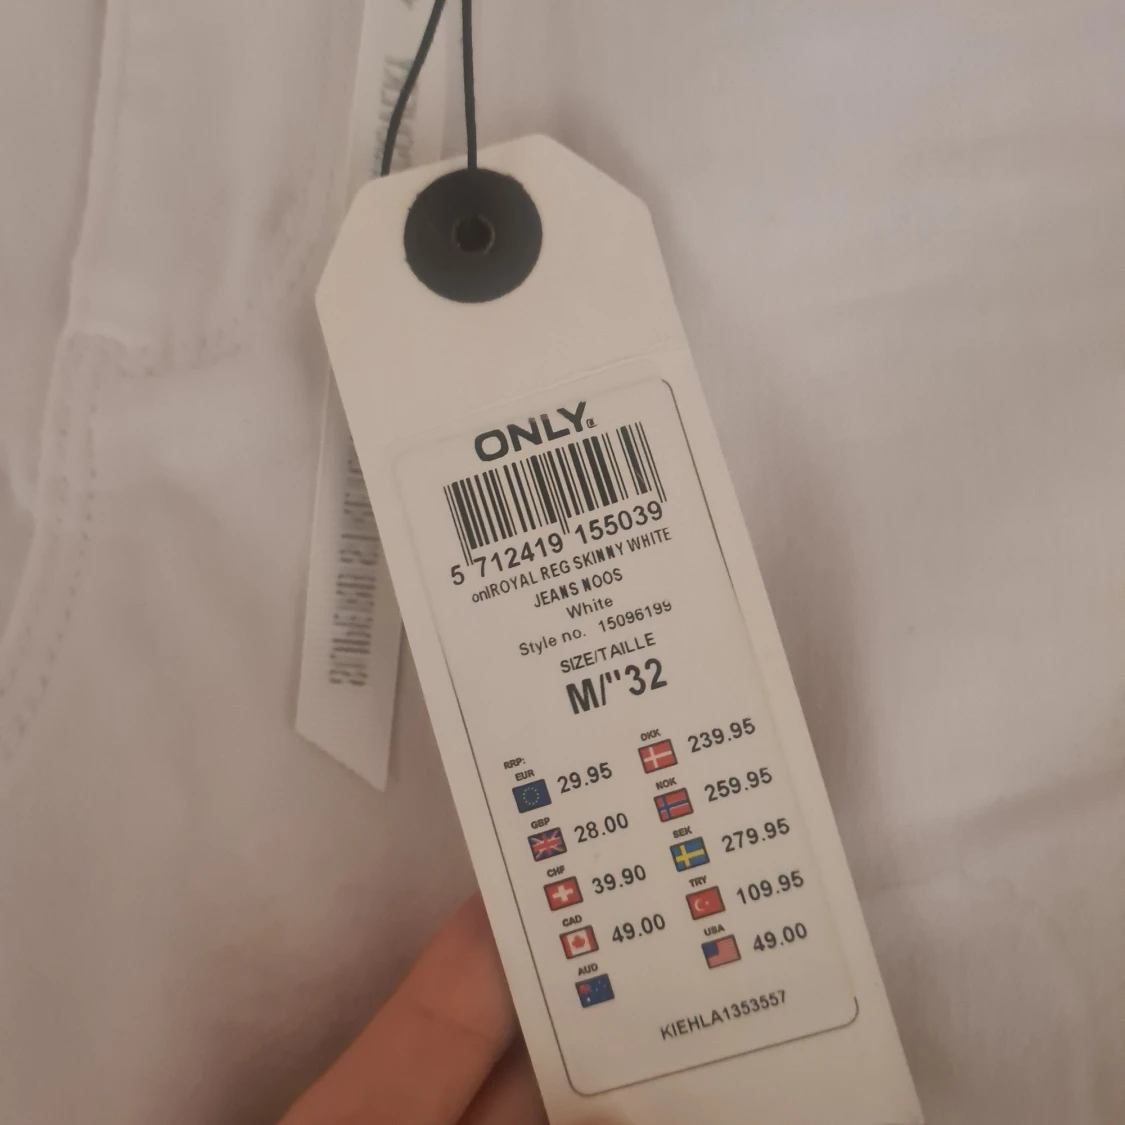 ONLY
5 712419 155039
onlROYAL REG SKINNY WHITE
JEANS NOOS
White
Style no. 15096199
SIZE/TAILLE
M/"32
RRP:
EUR 29.95
DKK 239.95
GBP 28.00
NOK 259.95
CHF 39.90
SEK 279.95
CAD 49.00
TRY 109.95
AUD
USA 49.00
KIEHLA1353557